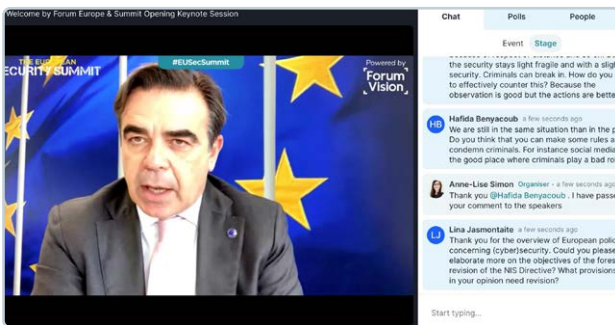 Welcome by Forum Europe & Summit Opening Keynote Session
THE EUROPEAN
SECURITY SUMMIT
#EUSecSummit
Powered by
Forum
Vision
Chat Polls People
Event Stage
the security stays light fragile and with a
security. Criminals can break in. How do you
to effectively counter this? Because the
observation is good but the actions are
HB
Hafida Benyacoub a few seconds ago
We are still in the same situation than in the
Do you think that you can make some rules
condemn criminals. For instance social media
the good place where criminals play a bad
Anne-Lise Simon Organiser - a few seconds ago
Thank you @Hafida Benyacoub . I have
your comment to the speakers
LJ
Lina Jasmontaite a few seconds ago
Thank you for the overview of European
concerning (cyber)security. Could you please
elaborate more on the objectives of the
revision of the NIS Directive? What provisions
in your opinion need revision?
Start typing...